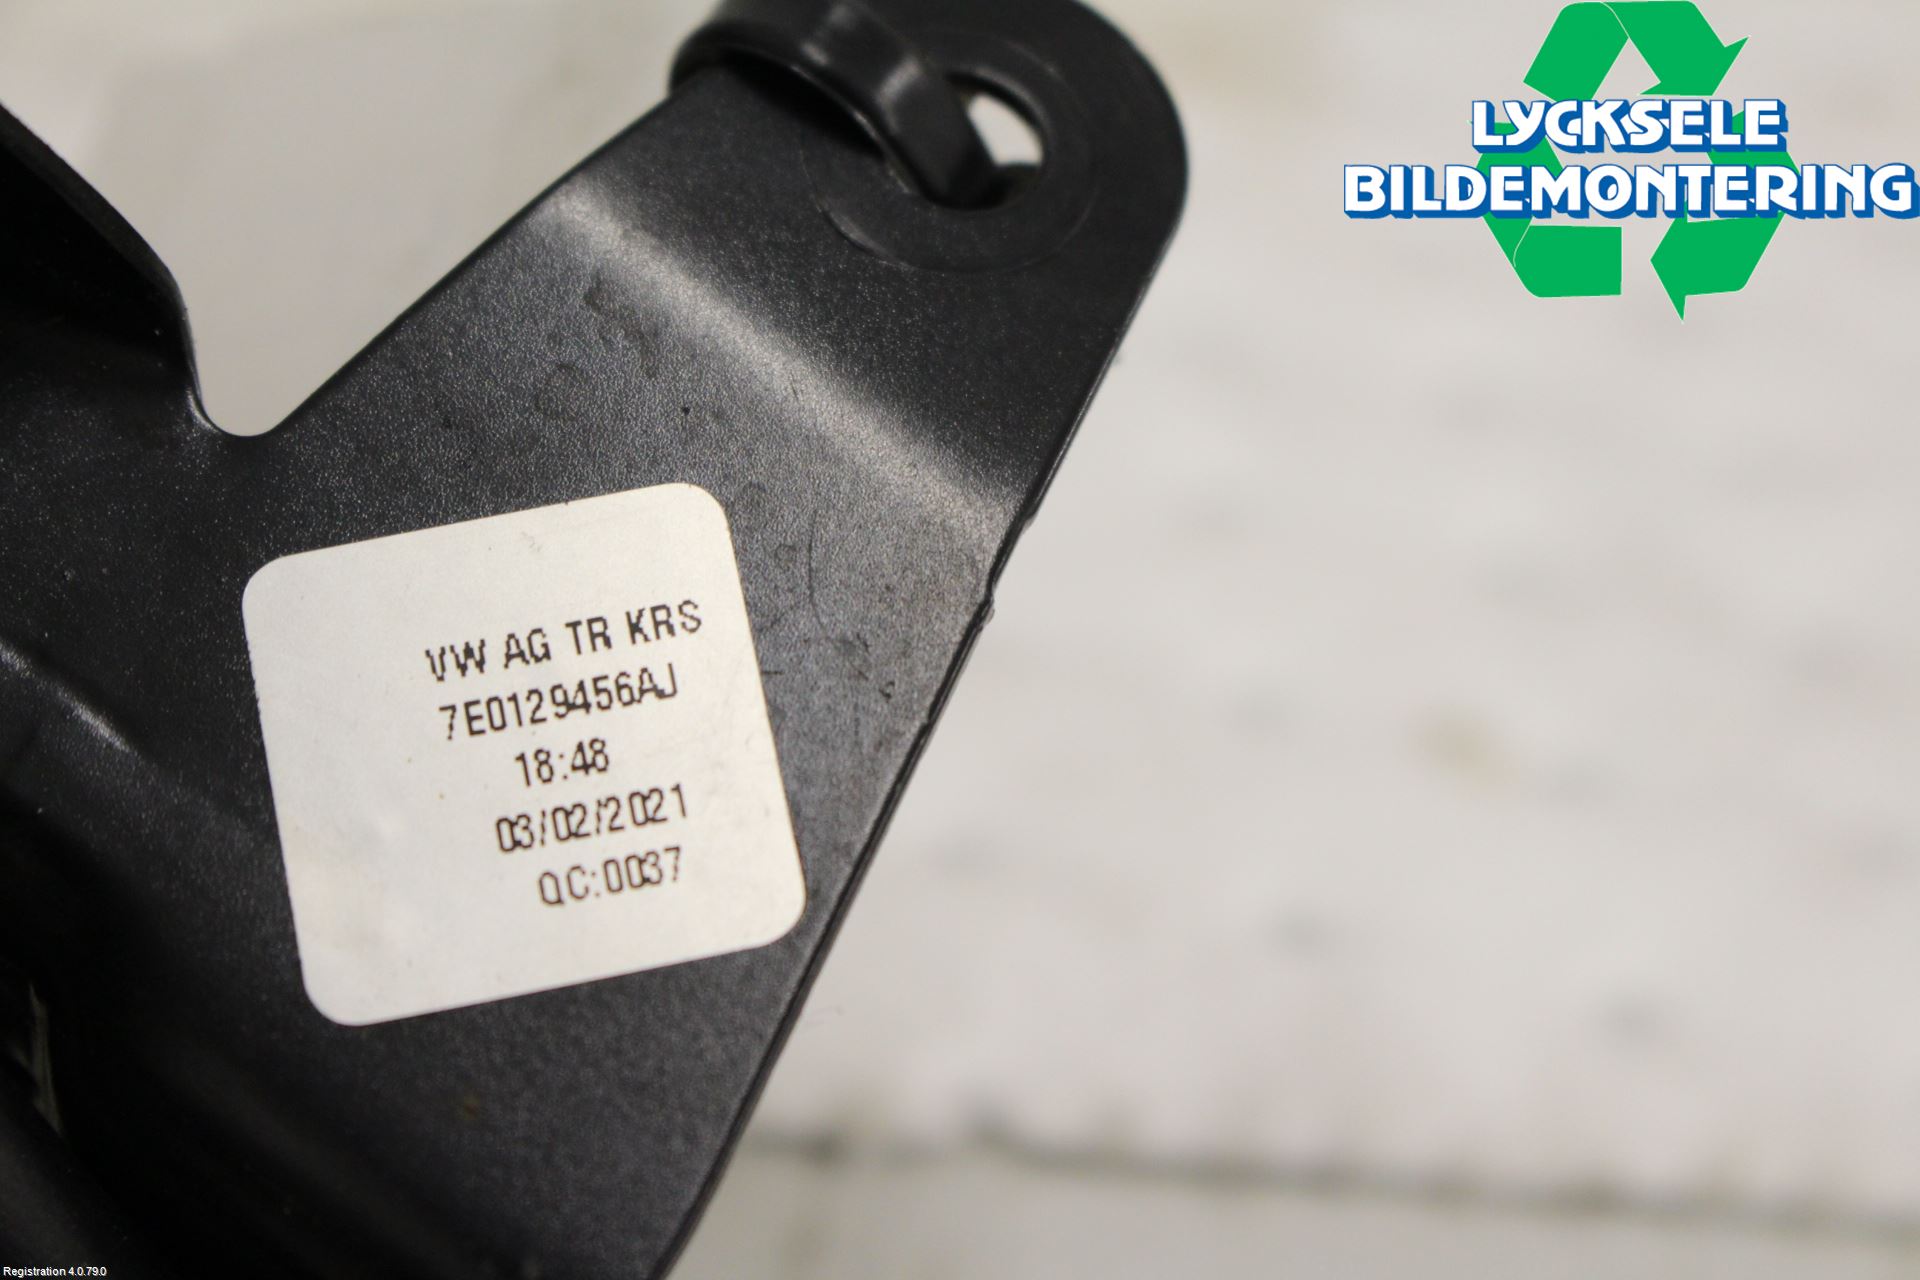 LYCKSELE
BILDEMONTERING
VW AG TR KRS
7E0129456AJ
18:48
03/02/2021
QC:0037
Registration 4.0.79.0